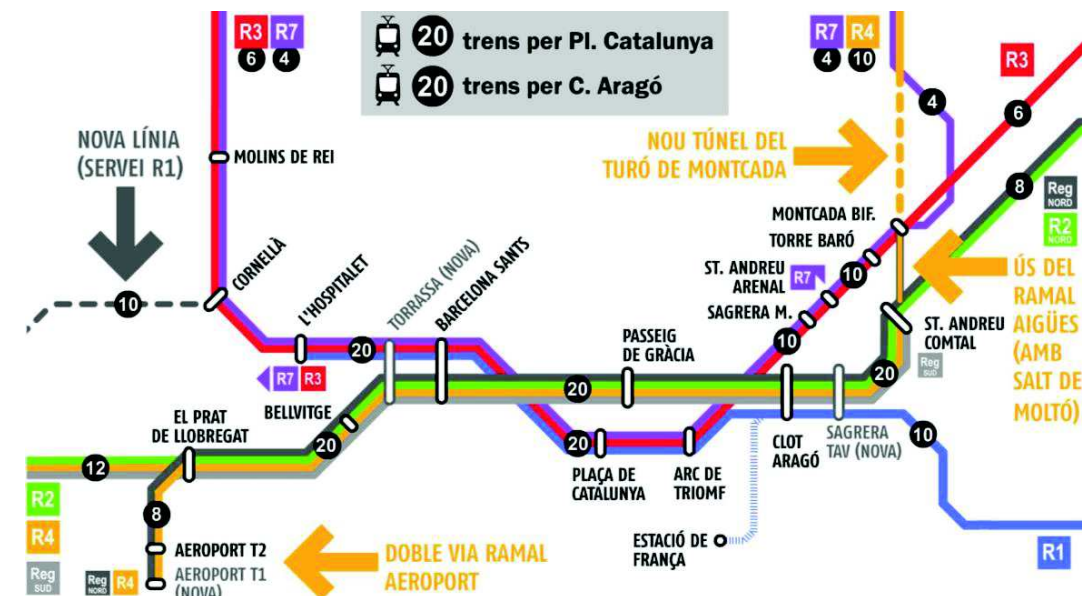 R3 R7
6 4
20 trens per Pl. Catalunya
20 trens per C. Aragó
R7 R4
4 10
R3
4
6
NOVA LÍNIA
(SERVEI R1)
MOLINS DE REI
NOU TÚNEL DEL
TURÓ DE MONTCADA
8
Reg
NORD
R2
NORD
MONTCADA BIF.
TORRE BARÓ
ST. ANDREU
ARENAL
R7
10
SAGRERA M.
10
ÚS DEL
RAMAL
AIGÜES
(AMB
SALT DE
MOLTÓ)
CORNELLÀ
L'HOSPITALET
TORRASSA (NOVA)
BARCELONA SANTS
10
20
PASSEIG
DE GRÀCIA
ST. ANDREU
COMTAL
Reg
SUD
R7 R3
20
20
BELLVITGE
EL PRAT
DE LLOBREGAT
20
20
PLAÇA DE
CATALUNYA
ARC DE
TRIOMF
CLOT
ARAGÓ
SAGRERA
TAV (NOVA)
10
12
R2
R4
Reg
SUD
8
AEROPORT T2
AEROPORT T1
(NOVA)
Reg
NORD
R4
DOBLE VIA RAMAL
AEROPORT
ESTACIÓ DE
FRANÇA
R1